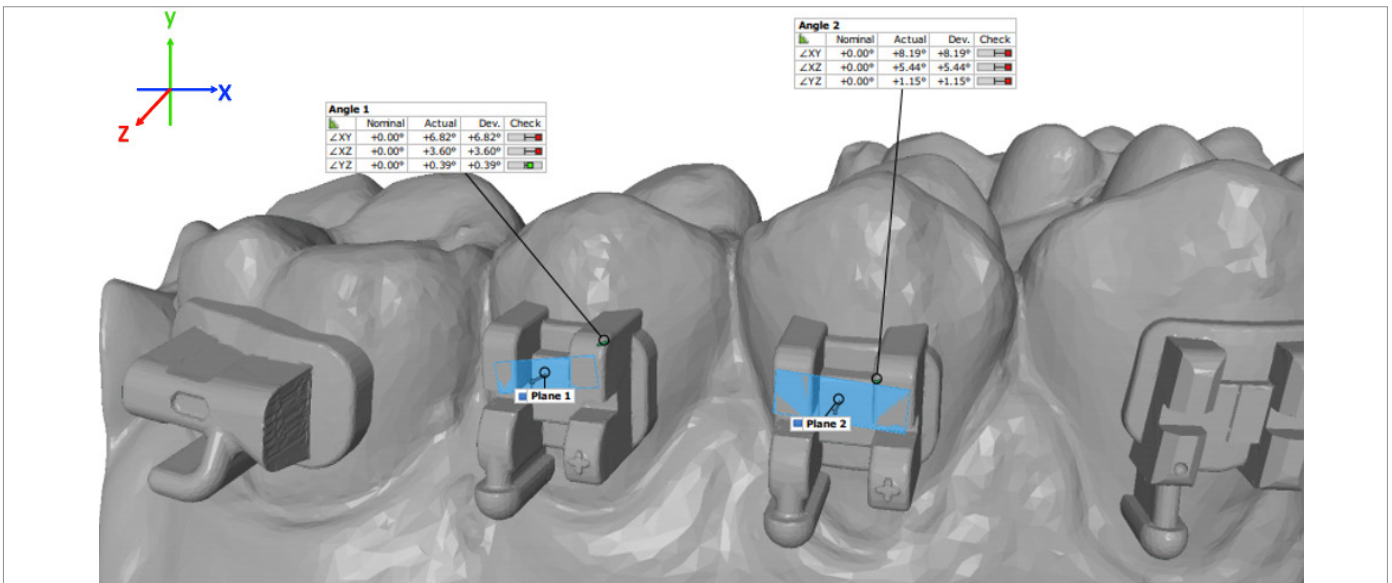 y
X
Z
Angle 1
Nominal Actual Dev. Check
∠XY +0.00° +6.82° +6.82°
∠XZ +0.00° +3.60° +3.60°
∠YZ +0.00° +0.39° +0.39°
Angle 2
Nominal Actual Dev. Check
∠XY +0.00° +8.19° +8.19°
∠XZ +0.00° +5.44° +5.44°
∠YZ +0.00° +1.15° +1.15°
Plane 1
Plane 2